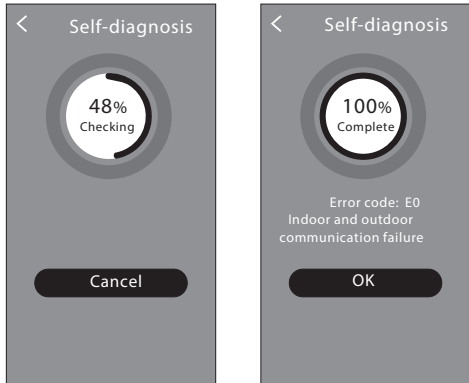 Self-diagnosis
48%
Checking
Cancel
Self-diagnosis
100%
Complete
Error code: E0
Indoor and outdoor
communication failure
OK